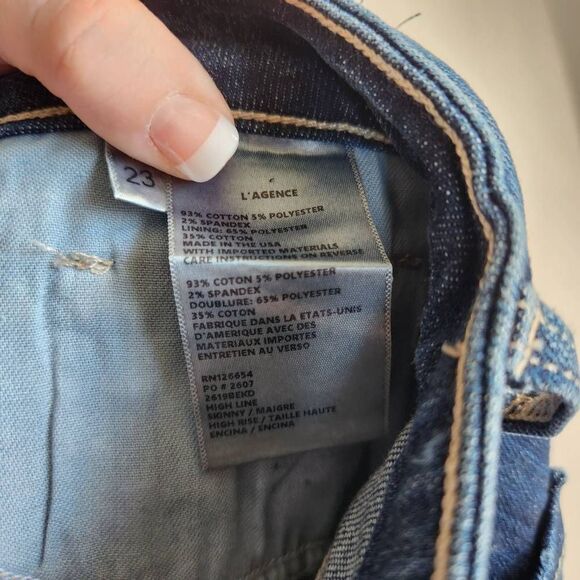 23
L'AGENCE
93% COTTON 5% POLYESTER
2% SPANDEX
LINING: 65% POLYESTER
35% COTTON
MADE IN THE USA
WITH IMPORTED MATERIALS
CARE INSTRUCTIONS ON REVERSE
93% COTON 5% POLYESTER
2% SPANDEX
DOUBLURE: 65% POLYESTER
35% COTON
FABRIQUE DANS LA ETATS-UNIS
D'AMERIQUE AVEC DES
MATERIAUX IMPORTES
ENTRETIEN AU VERSO
RN126654
PO # 2607
2619BEKD
HIGH LINE
SKINNY / MAIGRE
HIGH RISE / TAILLE HAUTE
ENCINA / ENCINA